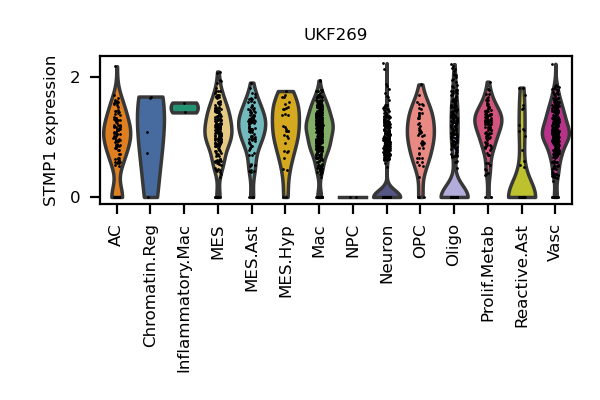 UKF269
STMP1 expression
2
0
AC
Chromatin.Reg
Inflammatory.Mac
MES
MES.Ast
MES.Hyp
Mac
NPC
Neuron
OPC
Oligo
Prolif.Metab
Reactive.Ast
Vasc